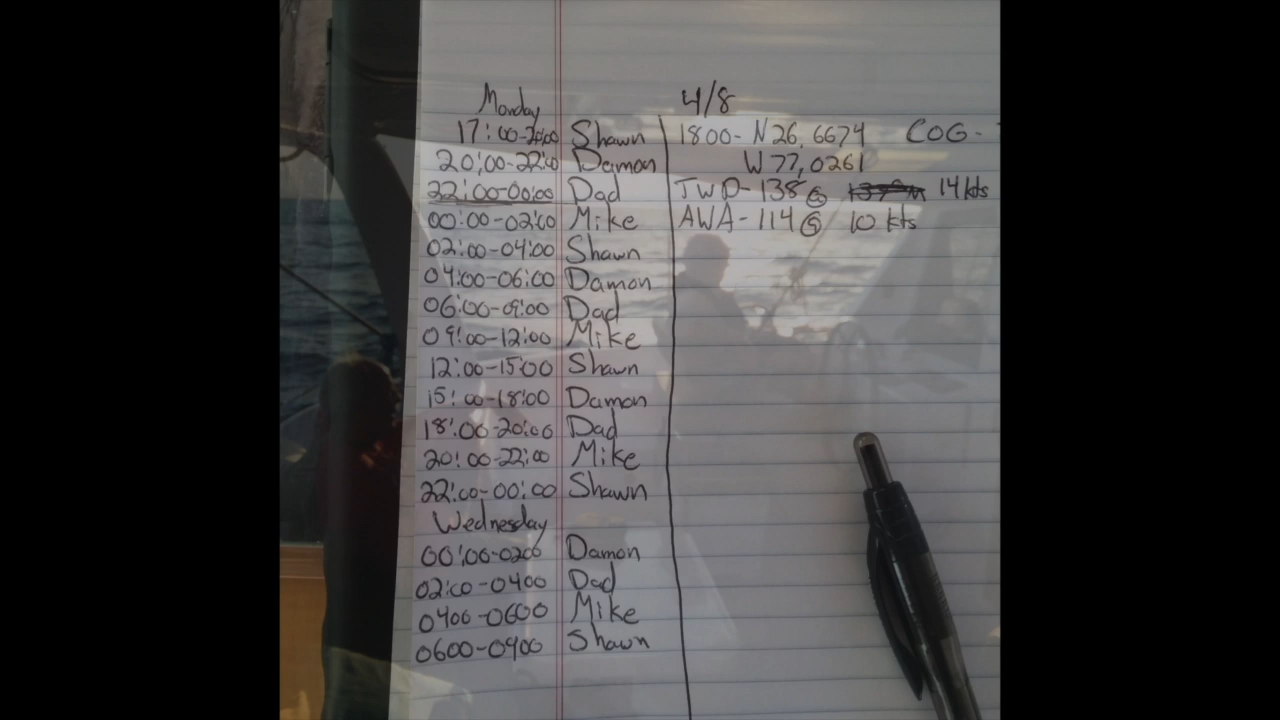 Monday 4/8
17:00-20:00 Shawn 1800- N 26.6674 COG-
20:00-22:00 Damon W 77,0261
22:00-00:00 Dad TWD-138@ 14 kts
00:00-02:00 Mike AWA-114@ 10 kts
02:00-04:00 Shawn
04:00-06:00 Damon
06:00-09:00 Dad
09:00-12:00 Mike
12:00-15:00 Shawn
15:00-18:00 Damon
18:00-20:00 Dad
20:00-22:00 Mike
22:00-00:00 Shawn
Wednesday
00:00-0200 Damon
02:00-0400 Dad
0400-0600 Mike
0600-0900 Shawn